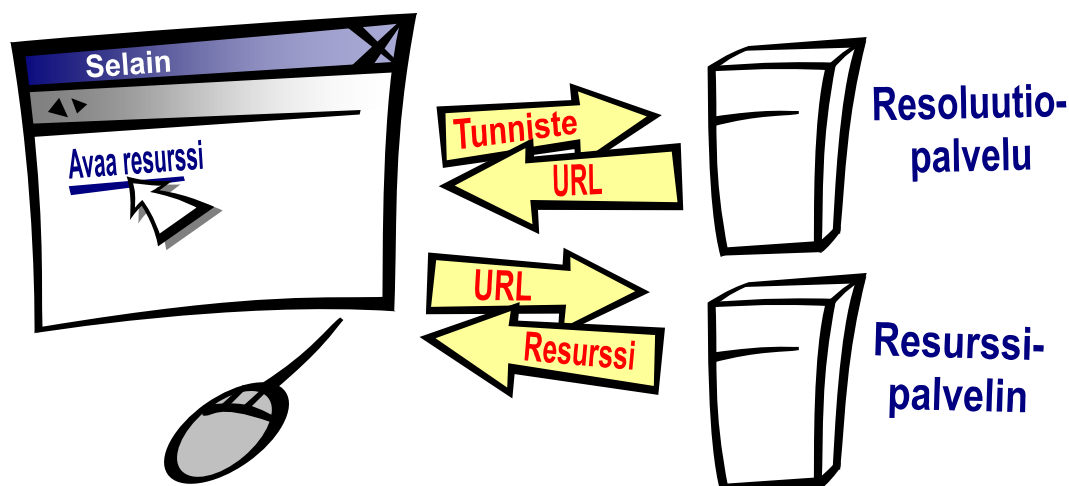 Selain
Avaa resurssi
Tunniste
URL
Resoluutio-
palvelu
URL
Resurssi
Resurssi-
palvelin